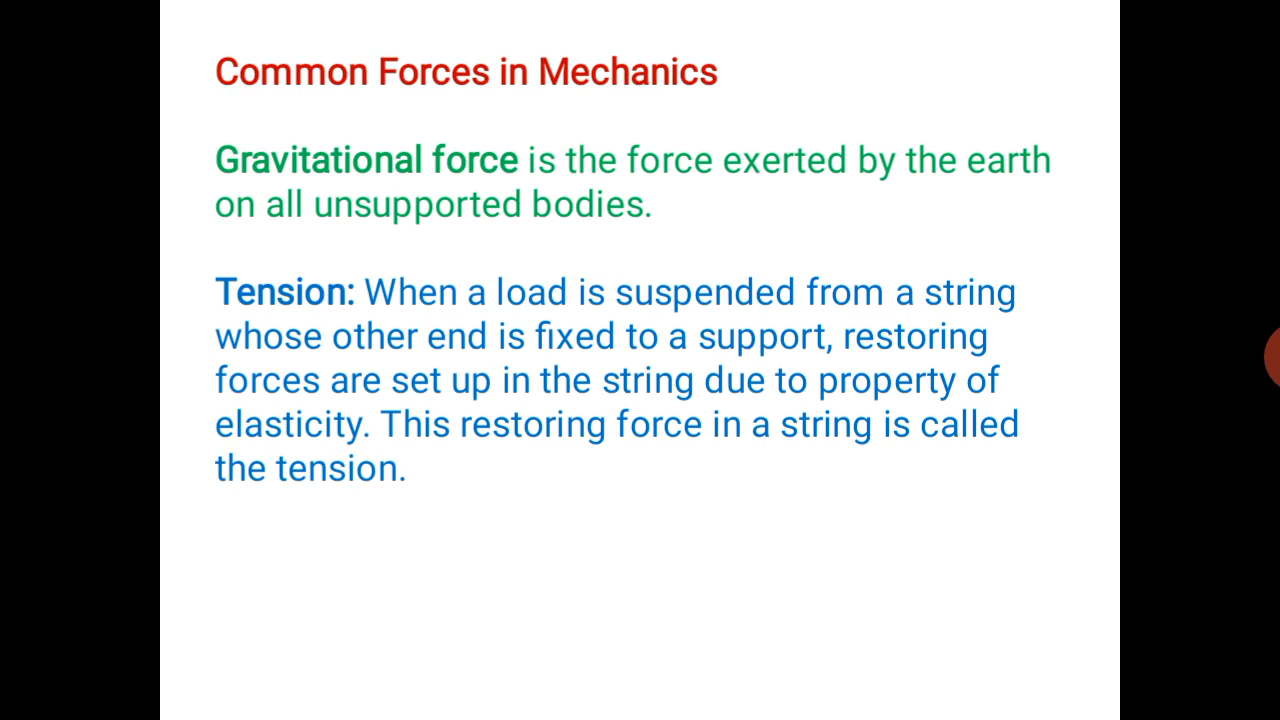 Common Forces in Mechanics
Gravitational force is the force exerted by the earth
on all unsupported bodies.
Tension: When a load is suspended from a string
whose other end is fixed to a support, restoring
forces are set up in the string due to property of
elasticity. This restoring force in a string is called
the tension.